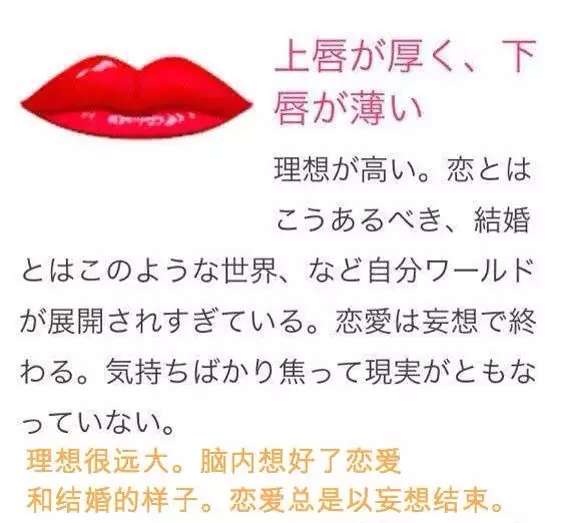 上唇が厚く、下
唇が薄い
理想が高い。恋とは
こうあるべき、結婚
とはこのような世界、など自分ワールド
が展開されすぎている。恋愛は妄想で終
わる。気持ちばかり焦って現実がともな
っていない。
理想很远大。脑内想好了恋爱
和结婚的样子。恋爱总是以妄想结束。